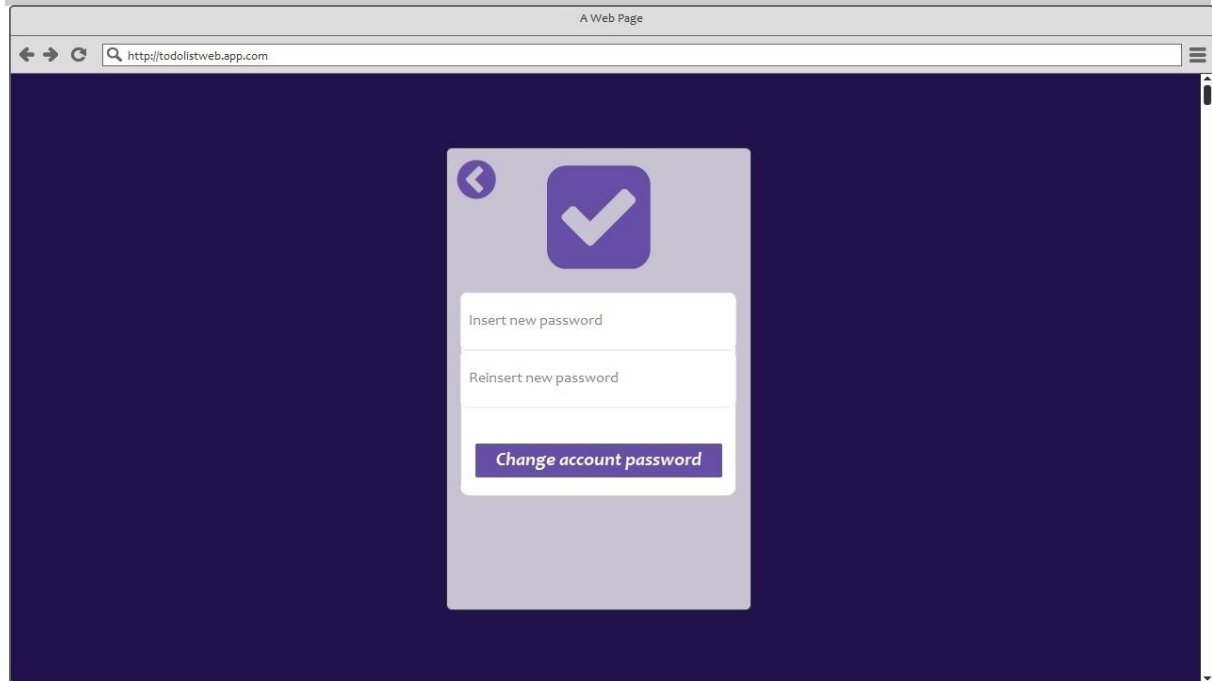 A Web Page
http://todolistweb.app.com
Insert new password
Reinsert new password
Change account password